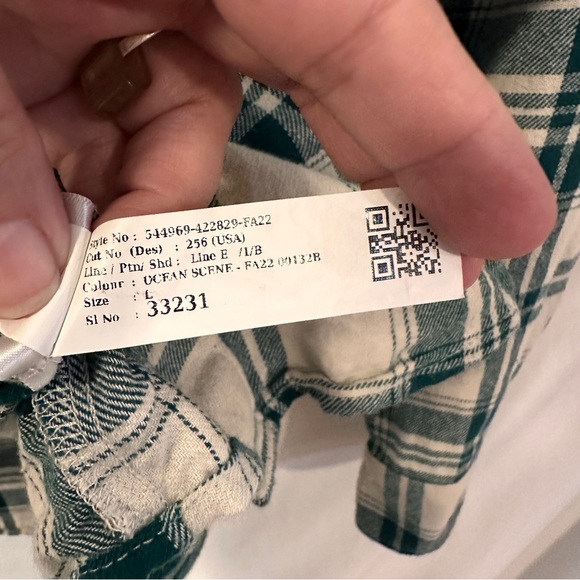 Style No : 544969-422829-FA22
Cut No (Des) : 256 (USA)
Line / Ptn/ Shd : Line E /1/B
Colour : OCEAN SCENE - FA22 00132B
Size : L
Sl No : 33231